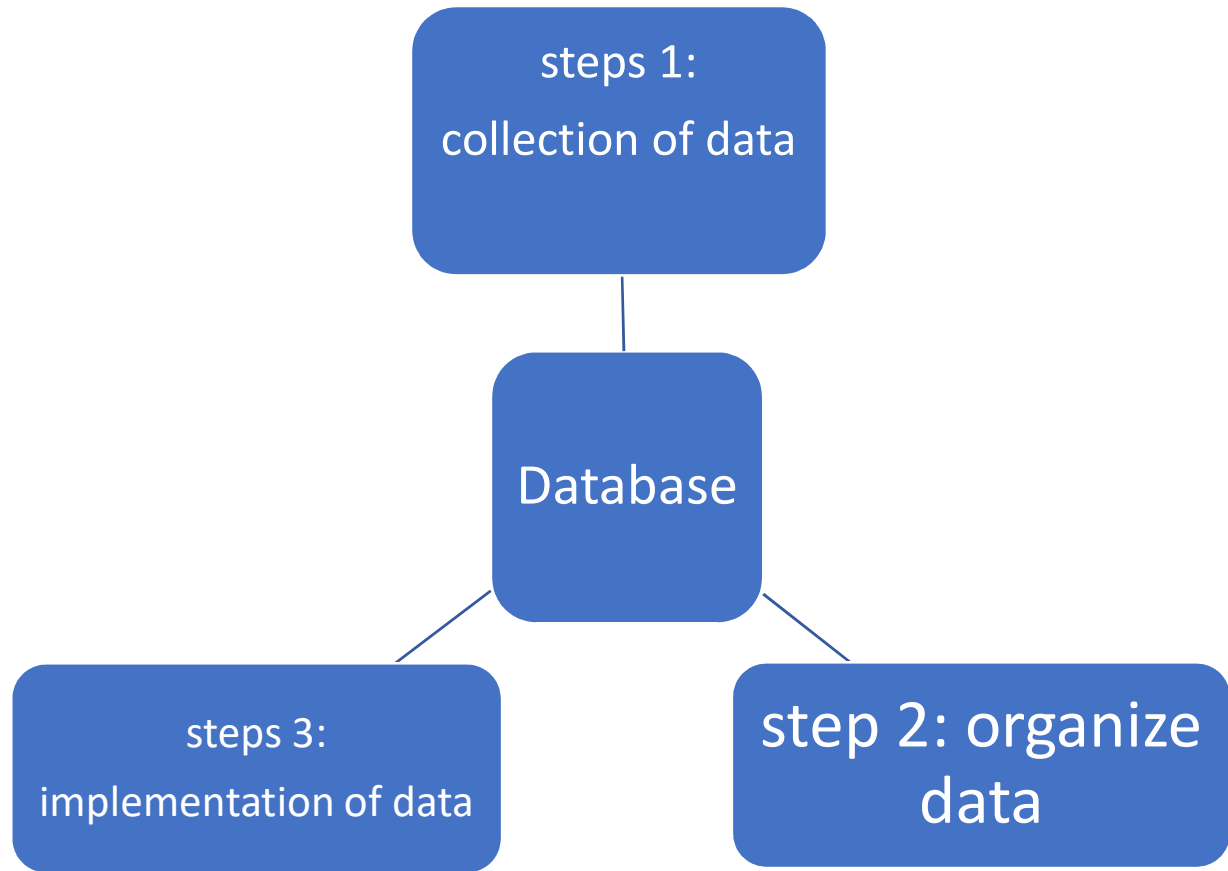 steps 1:
collection of data
Database
steps 3:
implementation of data
step 2: organize
data